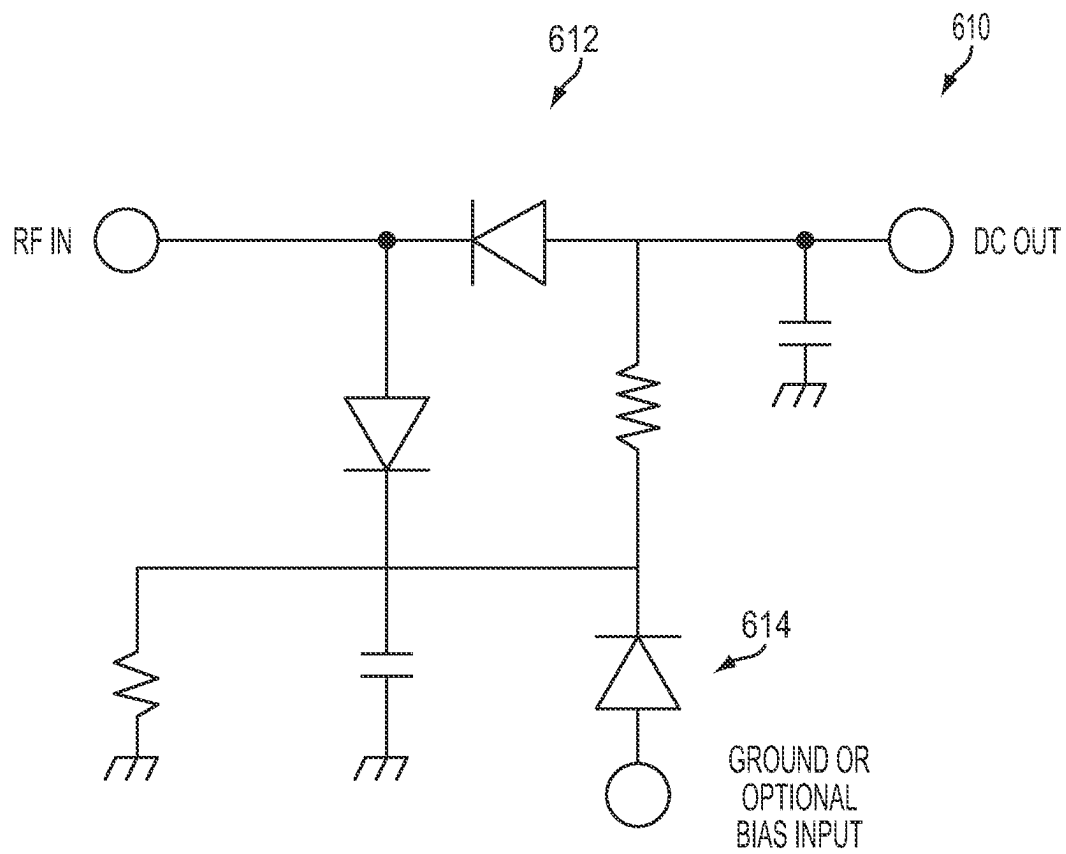 612
610
RF IN
DC OUT
614
GROUND OR
OPTIONAL
BIAS INPUT